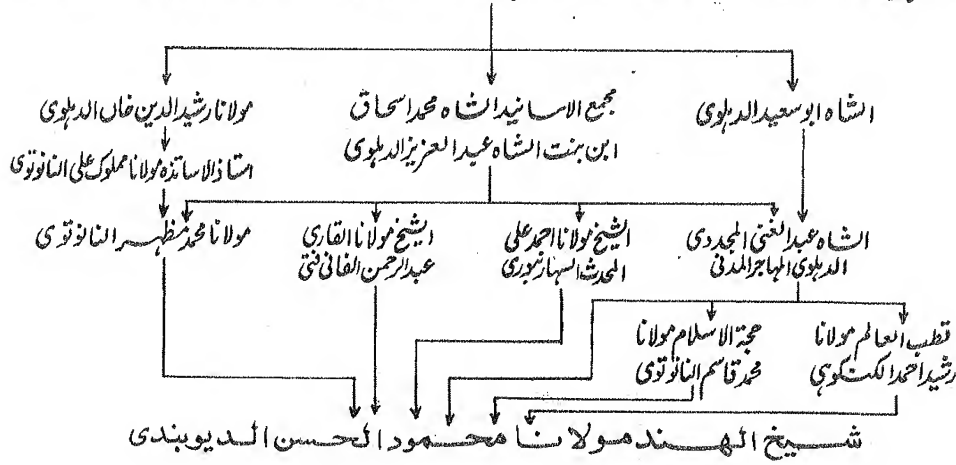 الشاہ ابو سعید الدہلوی
مجمع الاسانید الشاہ محمد اسحاق
ابن بنت الشاہ عبد العزیز الدہلوی
مولانا رشید الدین خاں الدہلوی
استاذ الاساتذہ مولانا مملوک علی النانوتوی
الشاہ عبد الغنی المجددی
الدہلوی المہاجر المدنی
الشیخ مولانا احمد علی
المحدث السہارنپوری
الشیخ مولانا القاری
عبد الرحمن الفانی فتی
مولانا محمد مظہر النانوتوی
قطب العالم مولانا
رشید احمد الکنکوہی
حجۃ الاسلام مولانا
محمد قاسم النانوتوی
شیخ الہند مولانا محمود الحسن الدیوبندی